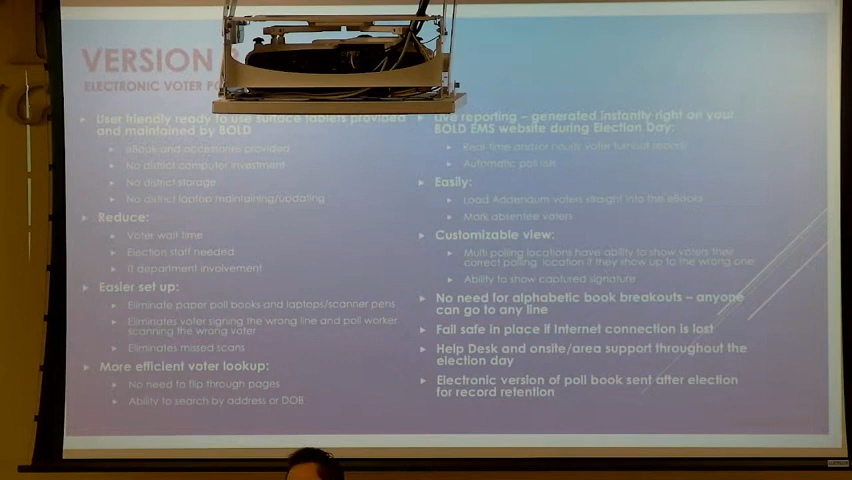 VERSION
ELECTRONIC VOTER
User friendly ready to use surface tablets provided
and maintained by BOLD
eBook and accessories provided
No district computer investment
No district storage
No district laptop maintaining/updating
Reduce:
Voter wait time
Election staff needed
IT department involvement
Easier set up:
Eliminate paper poll books and laptops/scanner pens
Eliminates voter signing the wrong line and poll worker
scanning the wrong voter
Eliminates missed scans
More efficient voter lookup:
No need to flip through pages
Ability to search by address or DOB
Live reporting – generated instantly right on your
BOLD EMS website during Election Day:
Real-time and/or hourly voter turnout reports
Automatic poll lists
Easily:
Load Addendum voters straight into the eBooks
Mark absentee voters
Customizable view:
Multi polling locations have ability to show voters their
correct polling location if they show up to the wrong one
Ability to show captured signature
No need for alphabetic book breakouts – anyone
can go to any line
Fail safe in place if Internet connection is lost
Help Desk and onsite/area support throughout the
election day
Electronic version of poll book sent after election
for record retention